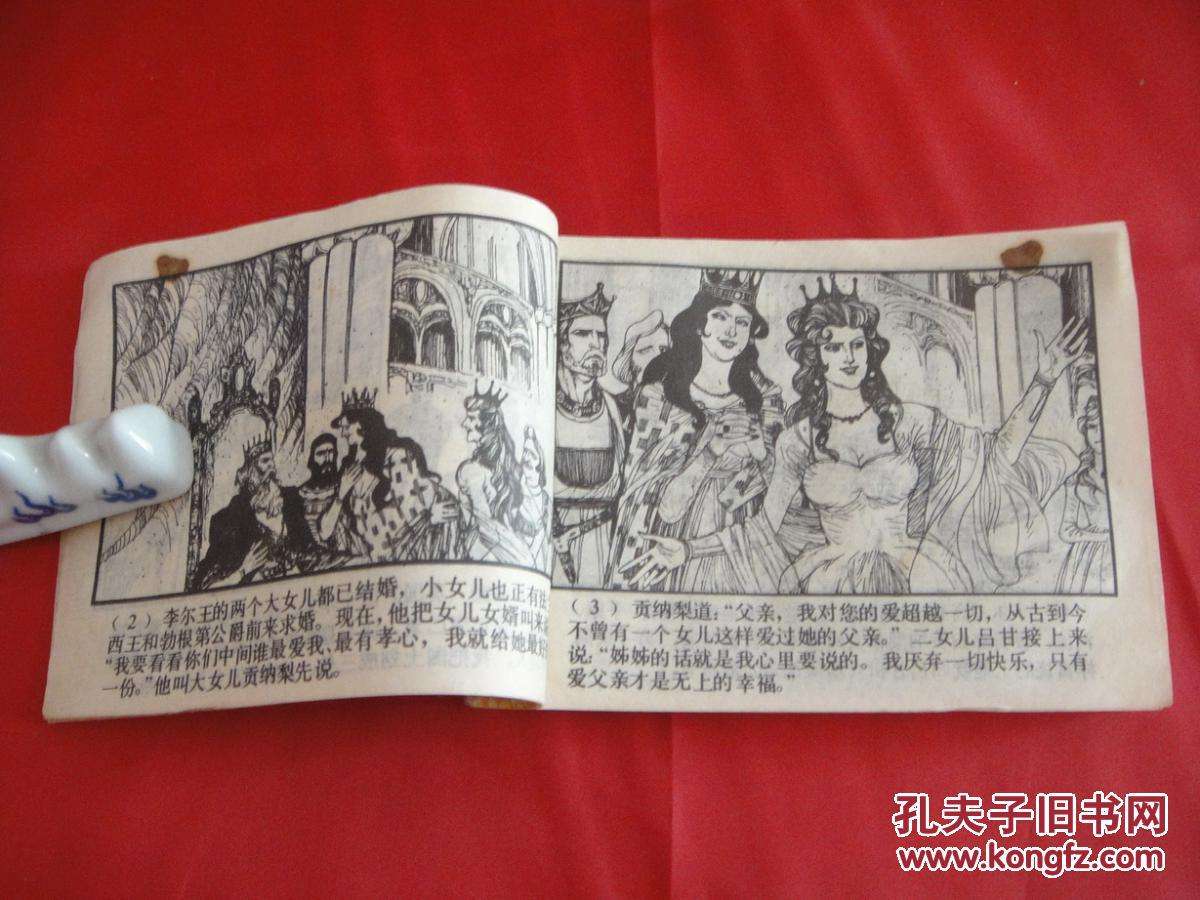 （2）李尔王的两个大女儿都已结婚，小女儿也正有法
西王和勃根第公爵前来求婚。现在，他把女儿女婿叫来
“我要看看你们中间谁最爱我、最有孝心，我就给她最
一份。”他叫大女儿贡纳梨先说。
（3）贡纳梨道：“父亲，我对您的爱超越一切，从古到今
不曾有一个女儿这样爱过她的父亲。”二女儿吕甘接上来
说：“姊姊的话就是我心里要说的。我厌弃一切快乐，只有
爱父亲才是无上的幸福。”
孔夫子旧书网
www.kongfz.com